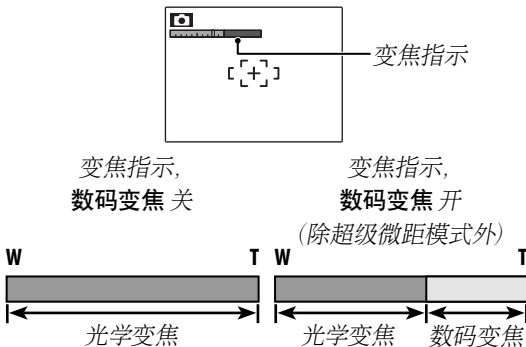 变焦指示
变焦指示,
数码变焦 关
变焦指示,
数码变焦 开
(除超级微距模式外)
W T
W T
光学变焦
光学变焦 数码变焦